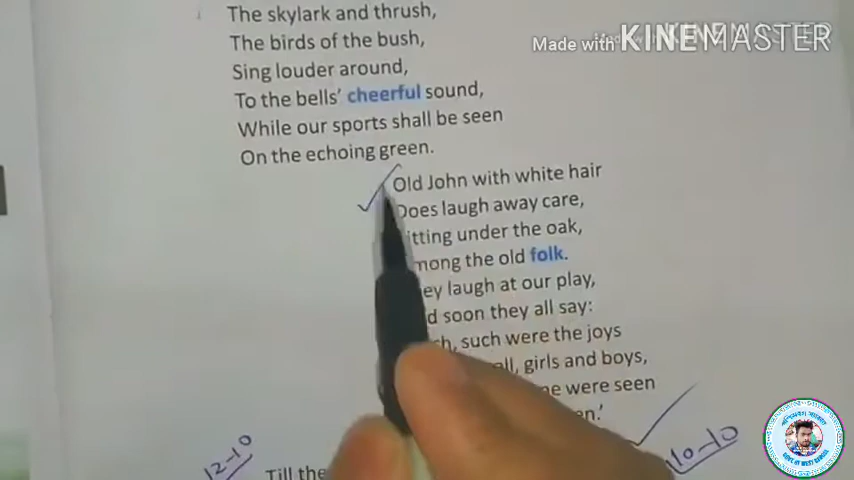 The skylark and thrush,
The birds of the bush,
Sing louder around,
To the bells' cheerful sound,
While our sports shall be seen
On the echoing green.
Old John with white hair
Does laugh away care,
itting under the oak,
mong the old folk.
ey laugh at our play,
d soon they all say:
h, such were the joys
all, girls and boys,
ne were seen
en.'
Till the
12-10
10-10
Made with KINEMASTER